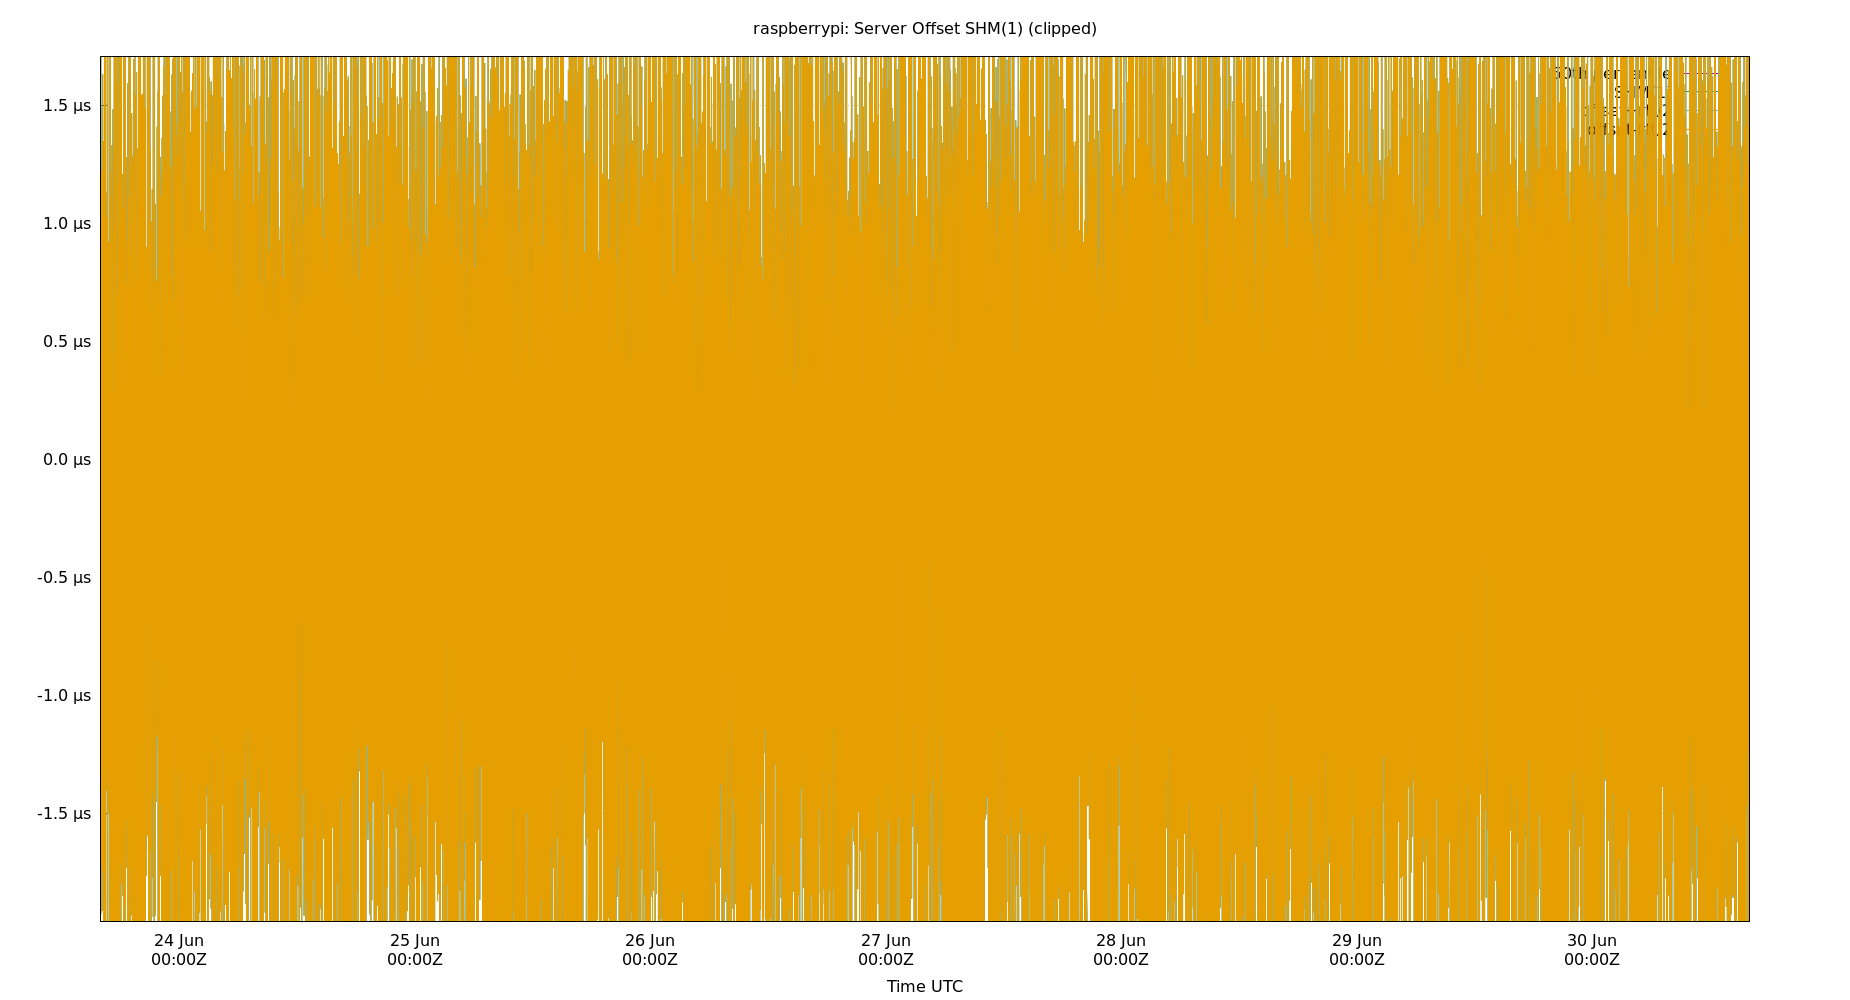 raspberrypi: Server Offset SHM(1) (clipped)
1.5 µs
1.0 µs
0.5 µs
0.0 µs
-0.5 µs
-1.0 µs
-1.5 µs
24 Jun 25 Jun 26 Jun 27 Jun 28 Jun 29 Jun 30 Jun
00:00Z 00:00Z 00:00Z 00:00Z 00:00Z 00:00Z 00:00Z
Time UTC